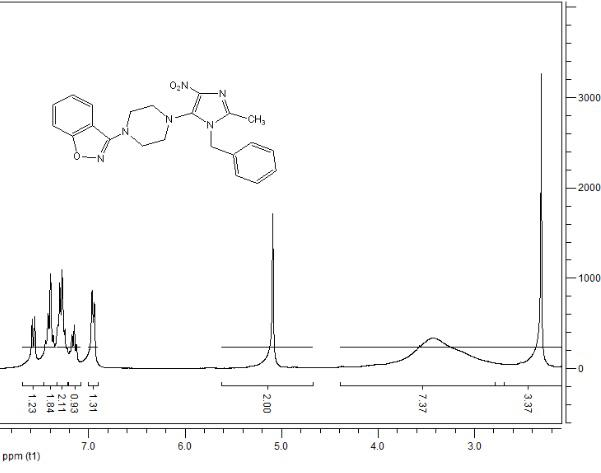 O₂N
N
N
N
N
CH₃
N
O
N
3000
2000
1000
0
1.23
1.84
2.11
0.93
1.31
2.00
7.37
3.37
7.0 6.0 5.0 4.0 3.0
ppm (t1)